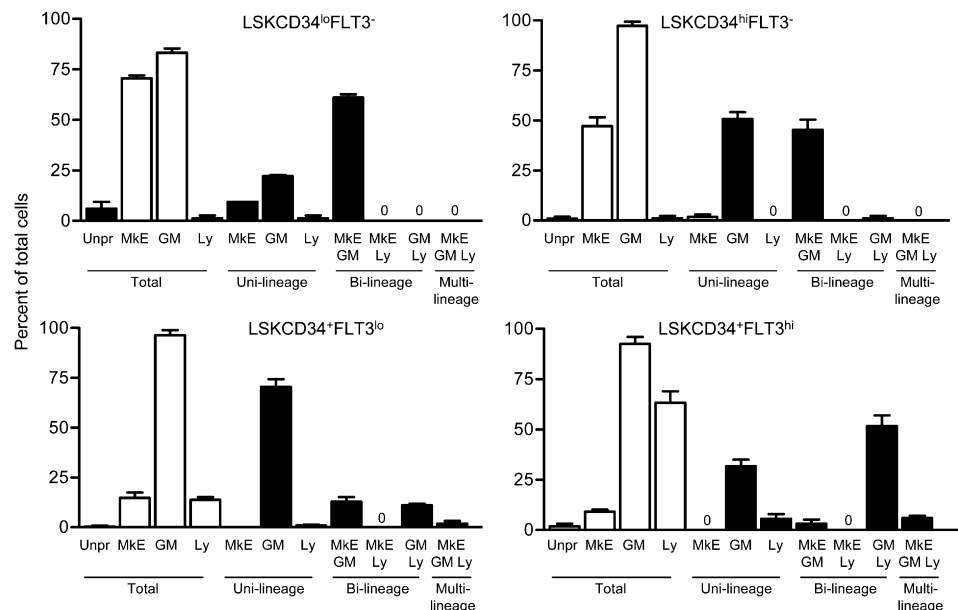 Percent of total cells
LSKCD34loFLT3-
100
75
50
25
0
0 0 0
Unpr MkE GM Ly MkE GM Ly MkE MkE GM MkE
GM Ly Ly GM Ly
Total Uni-lineage Bi-lineage Multi-
lineage
LSKCD34hiFLT3-
100
75
50
25
0
0 0 0
Unpr MkE GM Ly MkE GM Ly MkE MkE GM MkE
GM Ly Ly GM Ly
Total Uni-lineage Bi-lineage Multi-
lineage
LSKCD34+FLT3lo
100
75
50
25
0
0
Unpr MkE GM Ly MkE GM Ly MkE MkE GM MkE
GM Ly Ly GM Ly
Total Uni-lineage Bi-lineage Multi-
lineage
LSKCD34+FLT3hi
100
75
50
25
0
0 0
Unpr MkE GM Ly MkE GM Ly MkE MkE GM MkE
GM Ly Ly GM Ly
Total Uni-lineage Bi-lineage Multi-
lineage